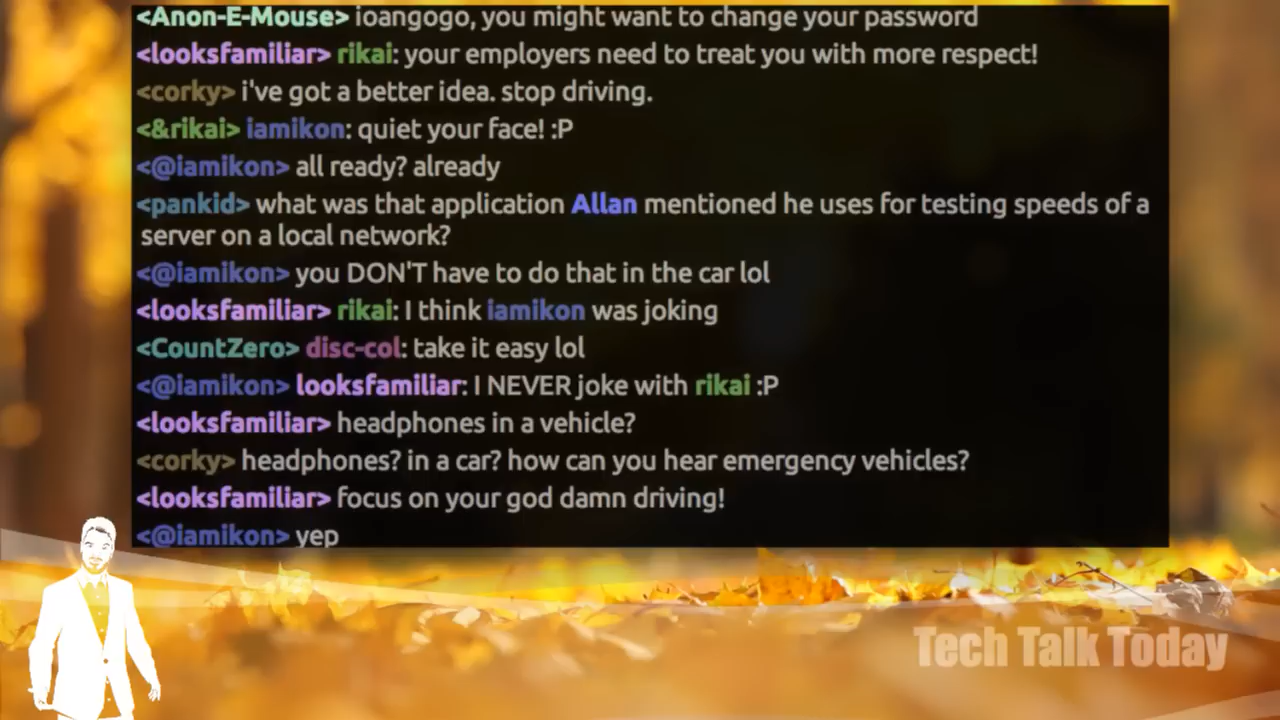 <Anon-E-Mouse> ioangogo, you might want to change your password
<looksfamiliar> rikai: your employers need to treat you with more respect!
<corky> i've got a better idea. stop driving.
<&rikai> iamikon: quiet your face! :P
<@iamikon> all ready? already
<pankid> what was that application Allan mentioned he uses for testing speeds of a
server on a local network?
<@iamikon> you DON'T have to do that in the car lol
<looksfamiliar> rikai: I think iamikon was joking
<CountZero> disc-col: take it easy lol
<@iamikon> looksfamiliar: I NEVER joke with rikai :P
<looksfamiliar> headphones in a vehicle?
<corky> headphones? in a car? how can you hear emergency vehicles?
<looksfamiliar> focus on your god damn driving!
<@iamikon> yep
Tech Talk Today